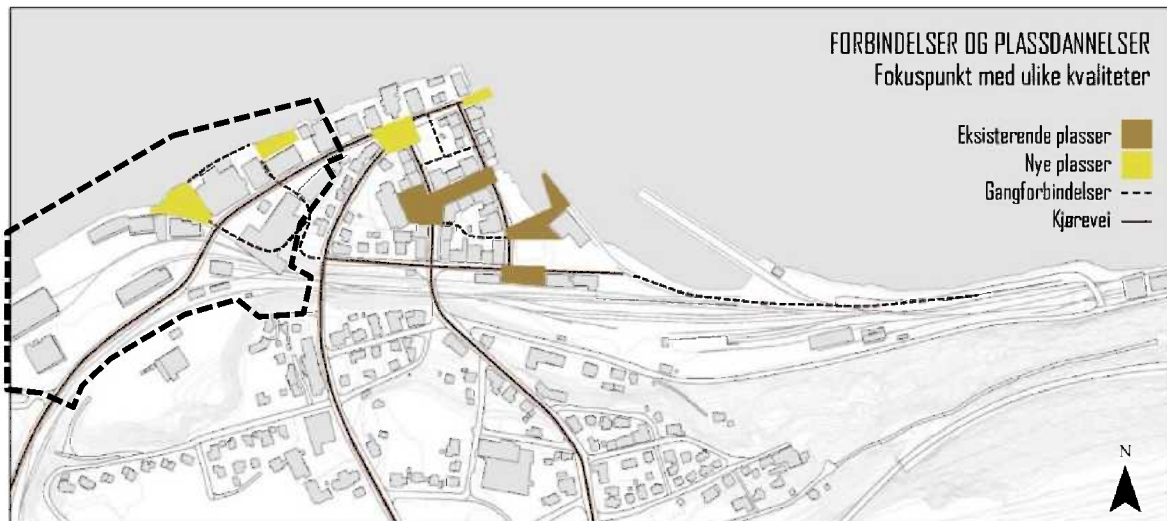 FORBINDELSER OG PLASSDANNELSER
Fokuspunkt med ulike kvaliteter
Eksisterende plasser
Nye plasser
Gangforbindelser
Kjørevei
N